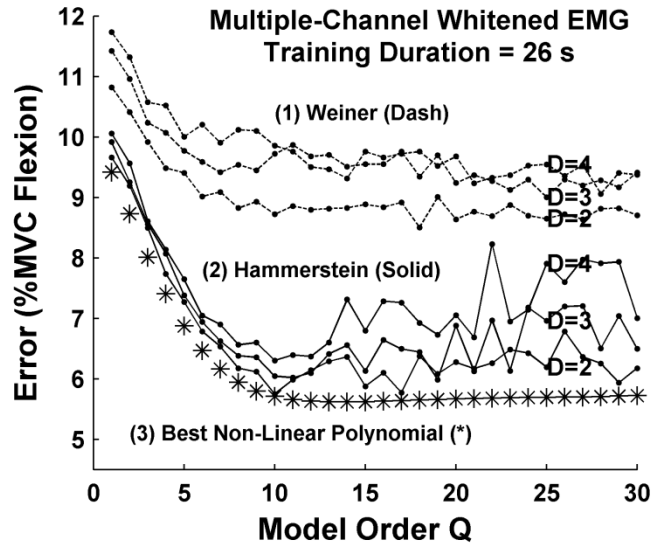 Multiple-Channel Whitened EMG
Training Duration = 26 s
12
11
10
9
8
7
6
5
Error (%MVC Flexion)
(1) Weiner (Dash)
D=4
D=3
D=2
(2) Hammerstein (Solid)
D=4
D=3
D=2
(3) Best Non-Linear Polynomial (*)
0 5 10 15 20 25 30
Model Order Q